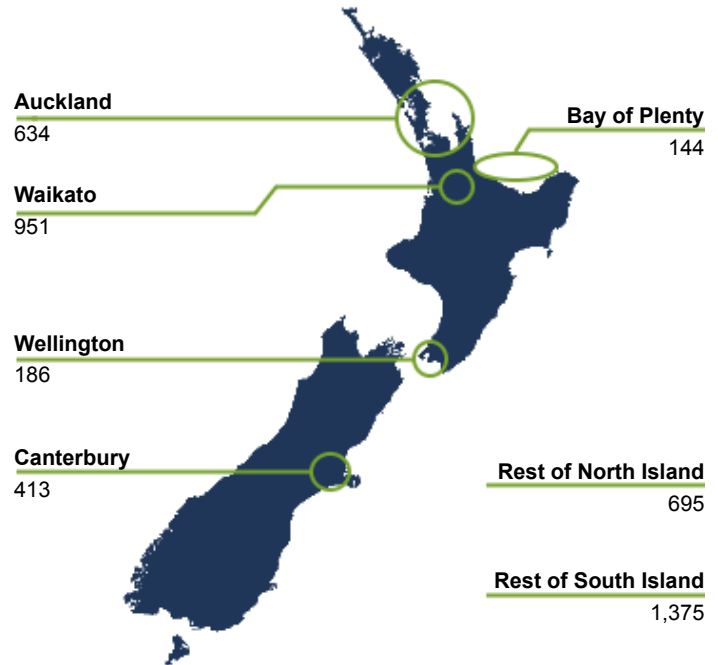 Auckland
634
Bay of Plenty
144
Waikato
951
Wellington
186
Canterbury
413
Rest of North Island
695
Rest of South Island
1,375